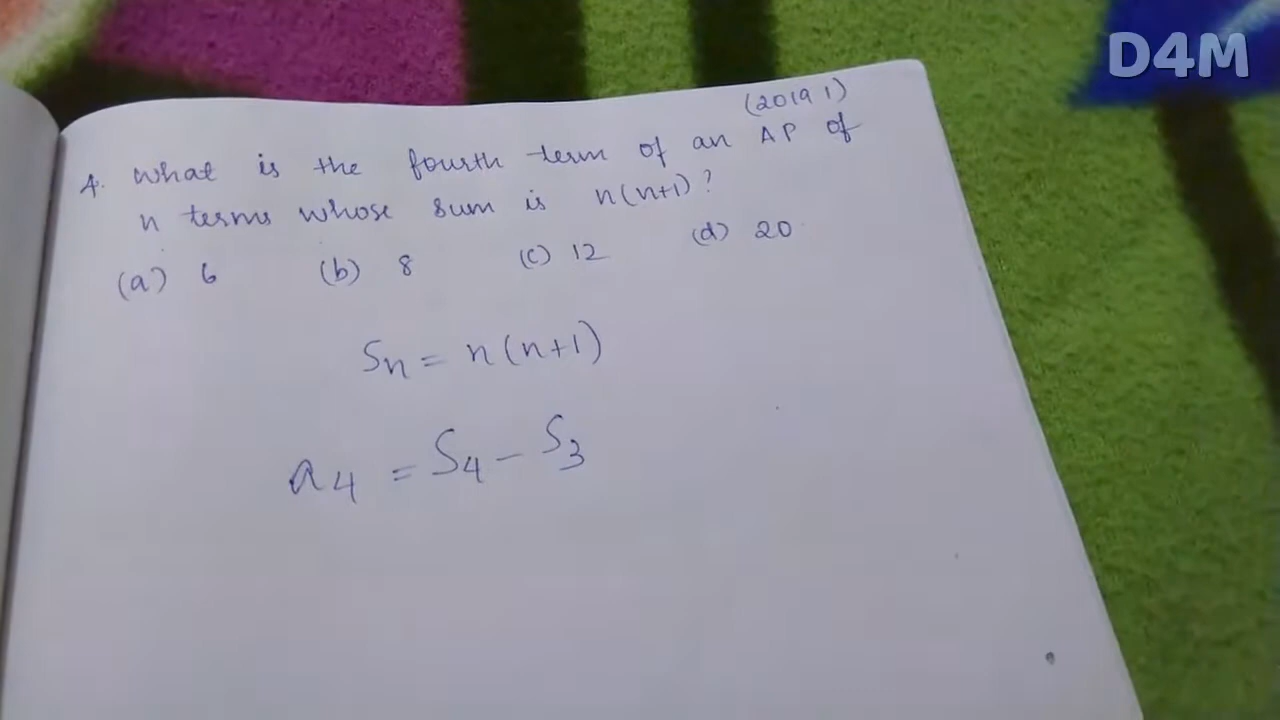 D4M
(2019 1)
4. What is the fourth term of an AP of
n terms whose sum is n(n+1)?
(a) 6 (b) 8 (c) 12 (d) 20
Sn = n(n+1)
a4 = S4 - S3